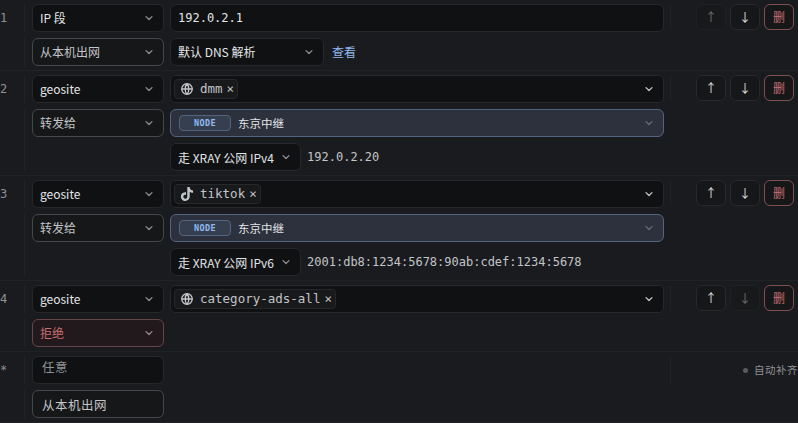 1 IP 段 192.0.2.1 ↑ ↓ 删
从本机出网 默认 DNS 解析 查看
2 geosite dmm × ↑ ↓ 删
转发给 NODE 东京中继
走 XRAY 公网 IPv4 192.0.2.20
3 geosite tiktok × ↑ ↓ 删
转发给 NODE 东京中继
走 XRAY 公网 IPv6 2001:db8:1234:5678:90ab:cdef:1234:5678
4 geosite category-ads-all × ↑ ↓ 删
拒绝
* 任意 自动补齐
从本机出网